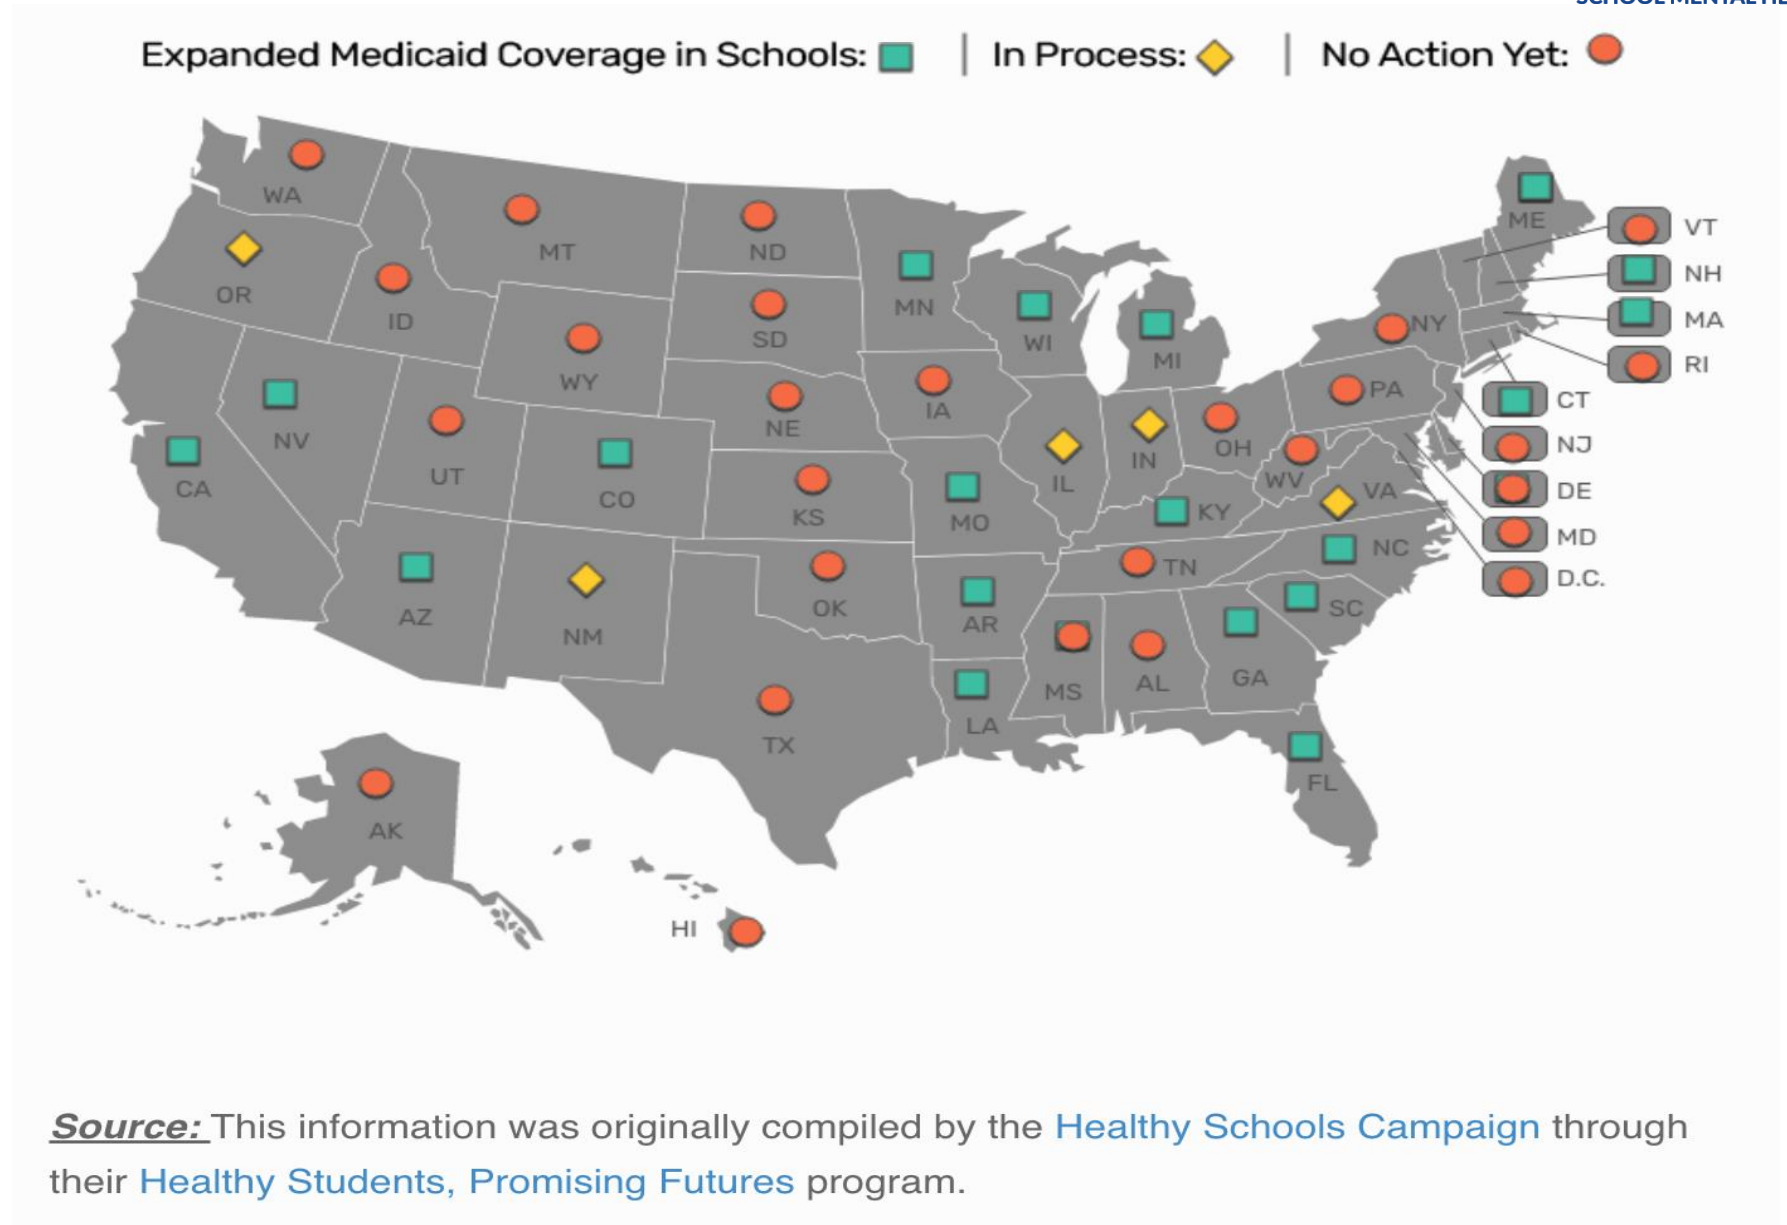 Expanded Medicaid Coverage in Schools: | In Process: | No Action Yet:
WA
MT
ND
ME
VT
OR
ID
MN
NH
SD
WI
MI
NY
MA
WY
RI
NE
IA
PA
CT
NV
UT
CO
IL
IN
OH
NJ
CA
KS
MO
WV
VA
DE
KY
MD
NC
AZ
NM
OK
TN
D.C.
AR
SC
MS
AL
GA
TX
LA
FL
AK
HI
Source: This information was originally compiled by the Healthy Schools Campaign through
their Healthy Students, Promising Futures program.